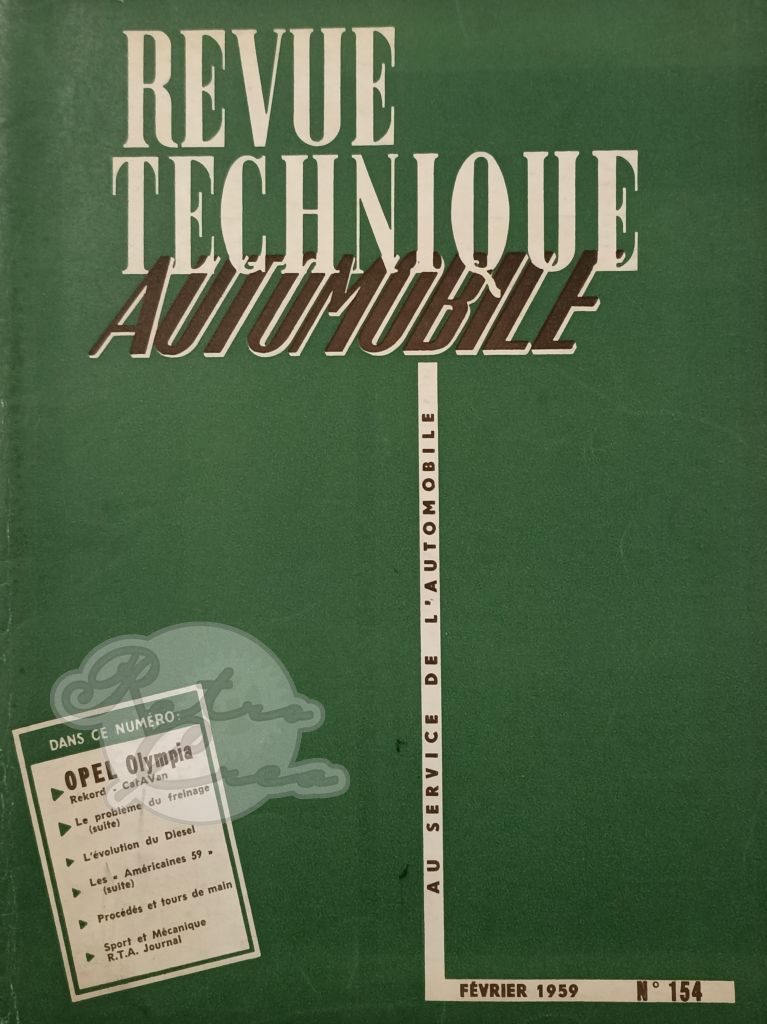 REVUE
TECHNIQUE
AUTOMOBILE
AU SERVICE DE L'AUTOMOBILE
Retro
Crea
DANS CE NUMÉRO:
OPEL Olympia
Rekord - CarAVan
Le problème du freinage
(suite)
L'évolution du Diesel
Les « Américaines 59 »
(suite)
Procédés et tours de main
Sport et Mécanique
R.T.A. Journal
FÉVRIER 1959 N° 154